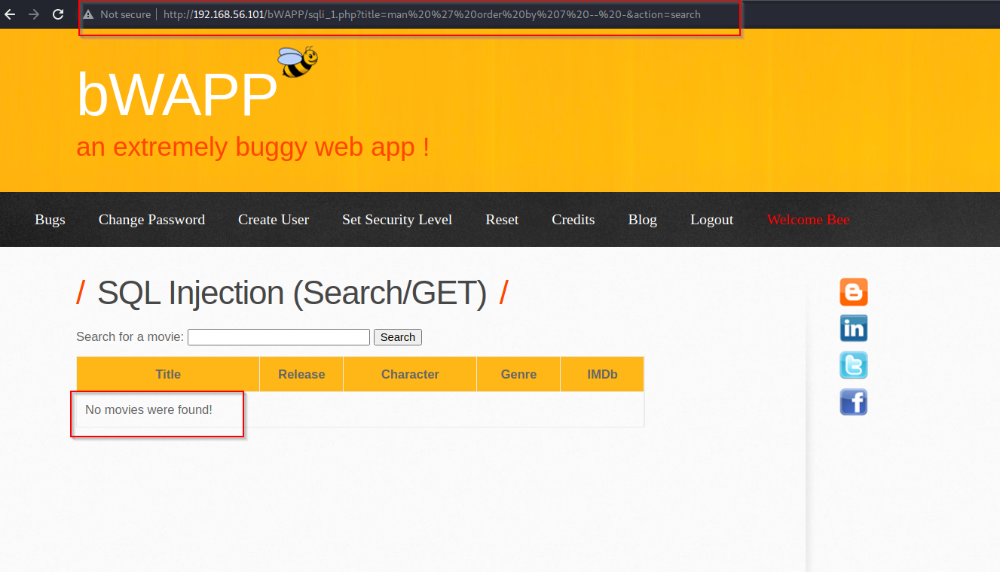 Not secure | http://192.168.56.101/bWAPP/sqli_1.php?title=man%20%27%20order%20by%207%20--%20-&action=search
bWAPP
an extremely buggy web app !
Bugs Change Password Create User Set Security Level Reset Credits Blog Logout Welcome Bee
/ SQL Injection (Search/GET) /
Search for a movie: Search
Title Release Character Genre IMDb
No movies were found!
in
t
f